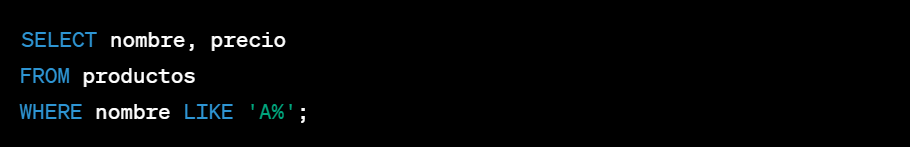 SELECT nombre, precio
FROM productos
WHERE nombre LIKE 'A%';